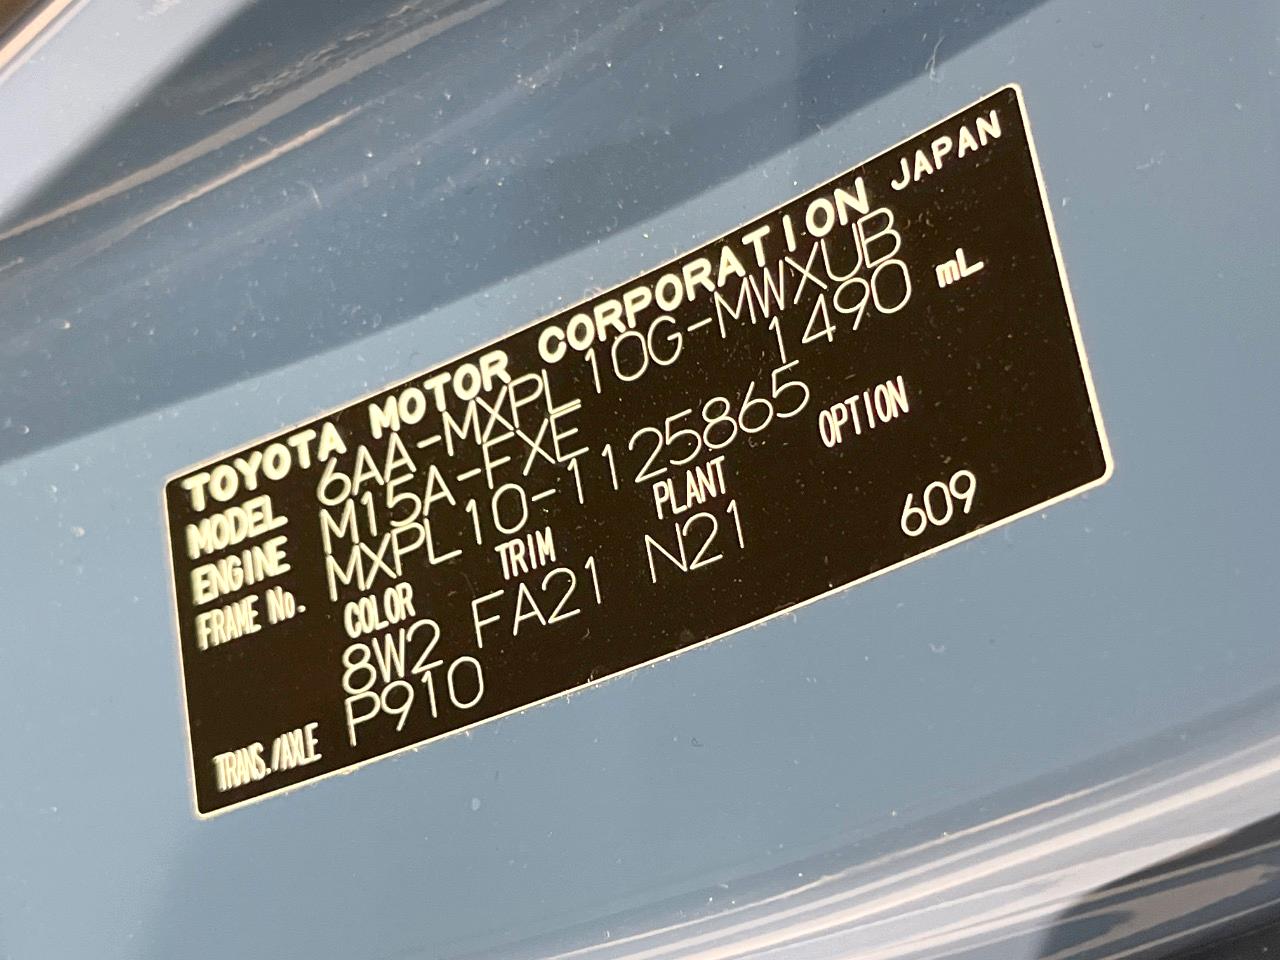 TOYOTA MOTOR CORPORATION JAPAN
MODEL 6AA-MXPL10G-MWXUB
ENGINE M15A-FXE 1490 mL
FRAME No. MXPL10-1125865
COLOR TRIM PLANT OPTION
8W2 FA21 N21 609
TRANS./AXLE P910